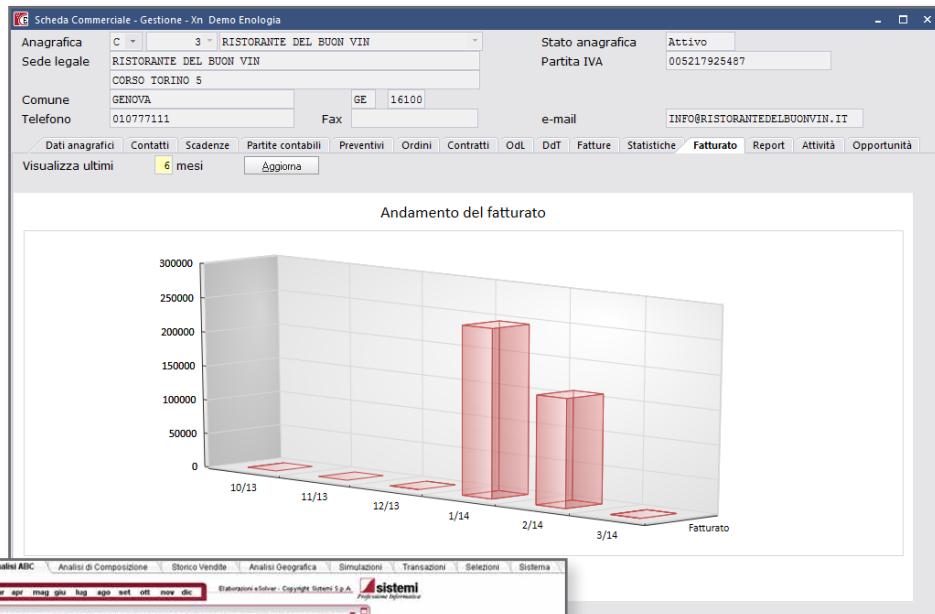 Scheda Commerciale - Gestione - Xn Demo Enologia
Anagrafica C 3 RISTORANTE DEL BUON VIN Stato anagrafica Attivo
Sede legale RISTORANTE DEL BUON VIN Partita IVA 005217925487
CORSO TORINO 5
Comune GENOVA GE 16100
Telefono 010777111 Fax e-mail INFO@RISTORANTEDELBUONVIN.IT
Dati anagrafici Contatti Scadenze Partite contabili Preventivi Ordini Contratti OdL DdT Fatture Statistiche Fatturato Report Attività Opportunità
Visualizza ultimi 6 mesi Aggiorna
Andamento del fatturato
300000
250000
200000
150000
100000
50000
0
10/13
11/13
12/13
1/14
2/14
3/14
Fatturato
ABC Analisi di Composizione Storico Vendite Analisi Geografica Simulazioni Transazioni Selezioni Sistema
apr mag giu lug ago set ott nov dic Elaborazioni eSolver - Copyright Sistemi S.p.A. sistemi
Professione Informatica